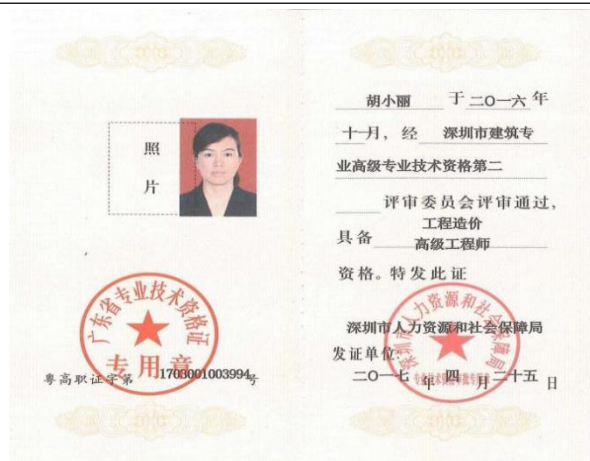 照
片
广东省专业技术资格证
专用章
粤高职证字第1703001003994号
胡小丽 于 二〇一六 年
十一月，经 深圳市建筑专
业高级专业技术资格第二
评审委员会评审通过，
工程造价
具备 高级工程师
资格。特发此证
深圳市人力资源和社会保障局
深圳市人力资源和社会保障局
发证单位：
二〇一七 年 四 月 二十五 日